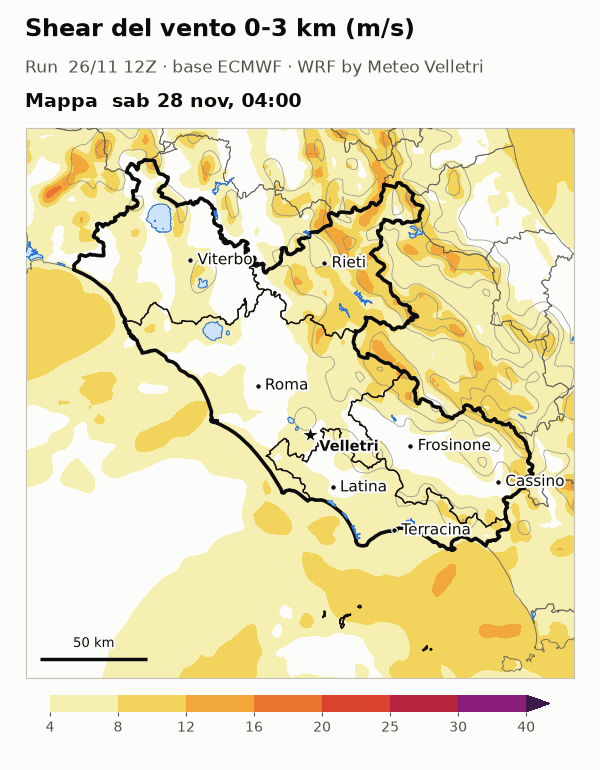 Shear del vento 0-3 km (m/s)
Run  26/11 12Z · base ECMWF · WRF by Meteo Velletri
Mappa  sab 28 nov, 04:00
Viterbo
Rieti
Roma
Velletri
Frosinone
Cassino
Latina
Terracina
50 km
4 8 12 16 20 25 30 40